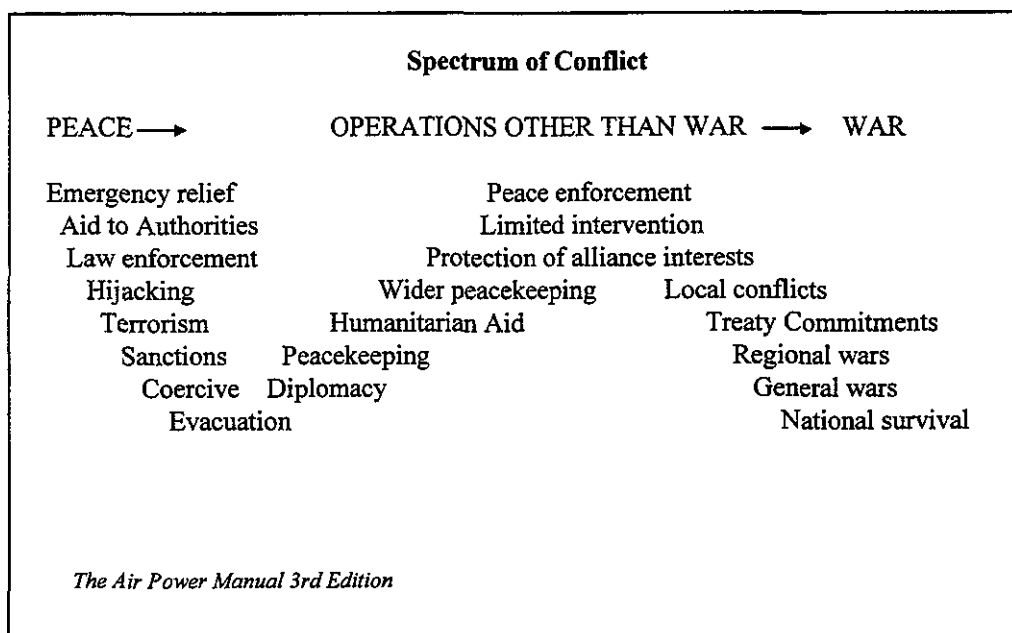 Spectrum of Conflict
PEACE → OPERATIONS OTHER THAN WAR → WAR
Emergency relief Peace enforcement
Aid to Authorities Limited intervention
Law enforcement Protection of alliance interests
Hijacking Wider peacekeeping Local conflicts
Terrorism Humanitarian Aid Treaty Commitments
Sanctions Peacekeeping Regional wars
Coercive Diplomacy General wars
Evacuation National survival
The Air Power Manual 3rd Edition